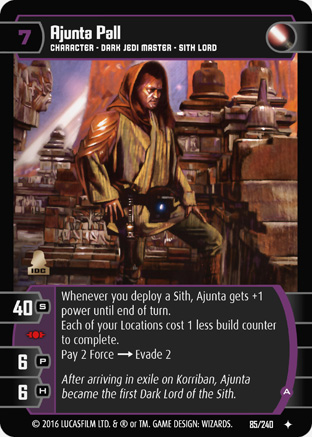 7
Ajunta Pall
CHARACTER - DARK JEDI MASTER - SITH LORD
IDC
40 S
6 P
6 H
Whenever you deploy a Sith, Ajunta gets +1
power until end of turn.
Each of your Locations cost 1 less build counter
to complete.
Pay 2 Force → Evade 2
After arriving in exile on Korriban, Ajunta
became the first Dark Lord of the Sith.
A
© 2016 LUCASFILM LTD. & ® OR TM. GAME DESIGN: WIZARDS. 85/240